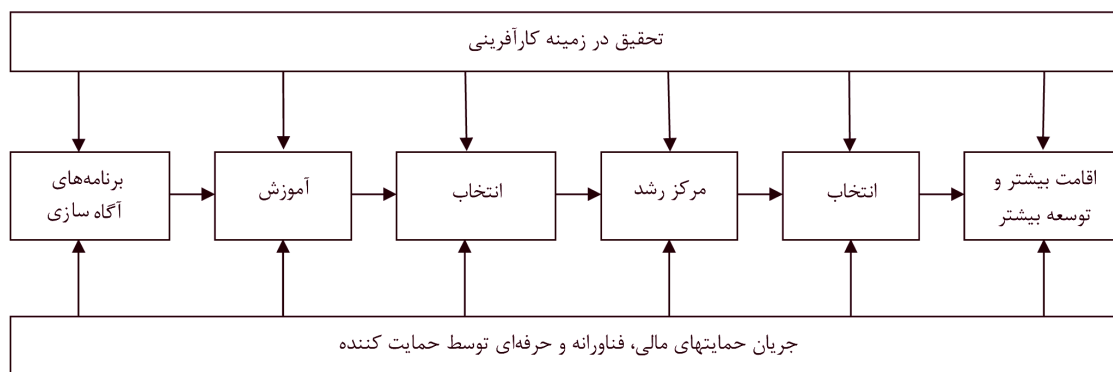 تحقیق در زمینه کارآفرینی
برنامه‌های
آگاه سازی
آموزش
انتخاب
مرکز رشد
انتخاب
اقامت بیشتر و
توسعه بیشتر
جریان حمایتهای مالی، فناورانه و حرفه‌ای توسط حمایت کننده